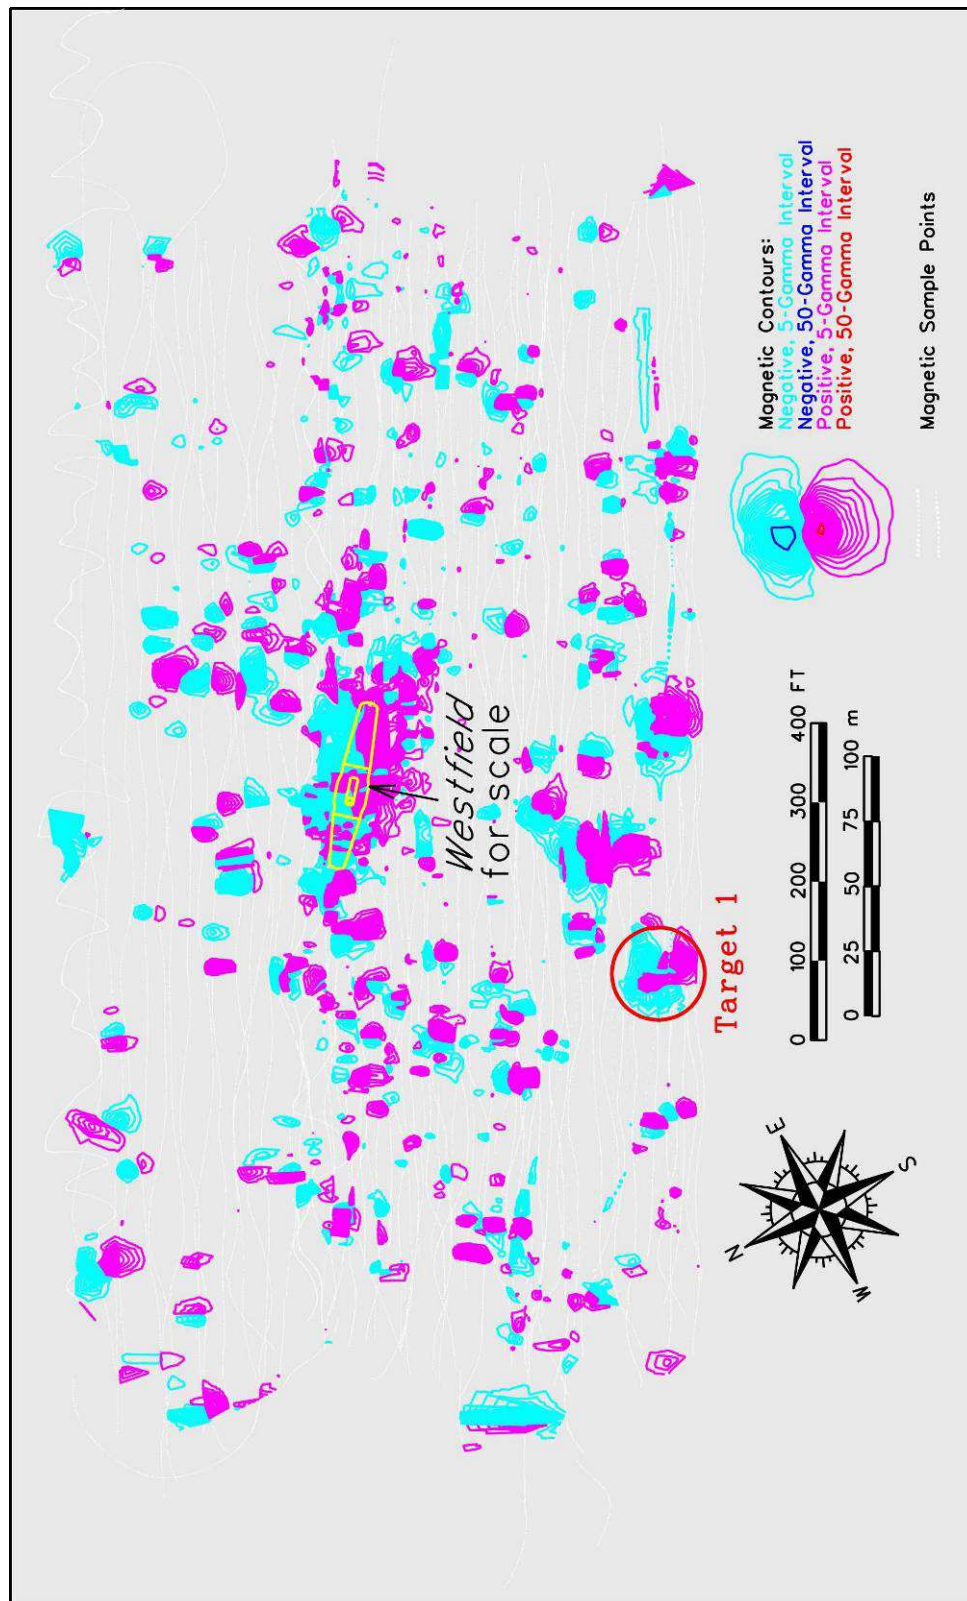 Magnetic Contours:
Negative, 5-Gamma Interval
Negative, 50-Gamma Interval
Positive, 5-Gamma Interval
Positive, 50-Gamma Interval
Magnetic Sample Points
Westfield
for scale
Target 1
0 100 200 300 400 FT
0 25 50 75 100 m
N
E
S
W